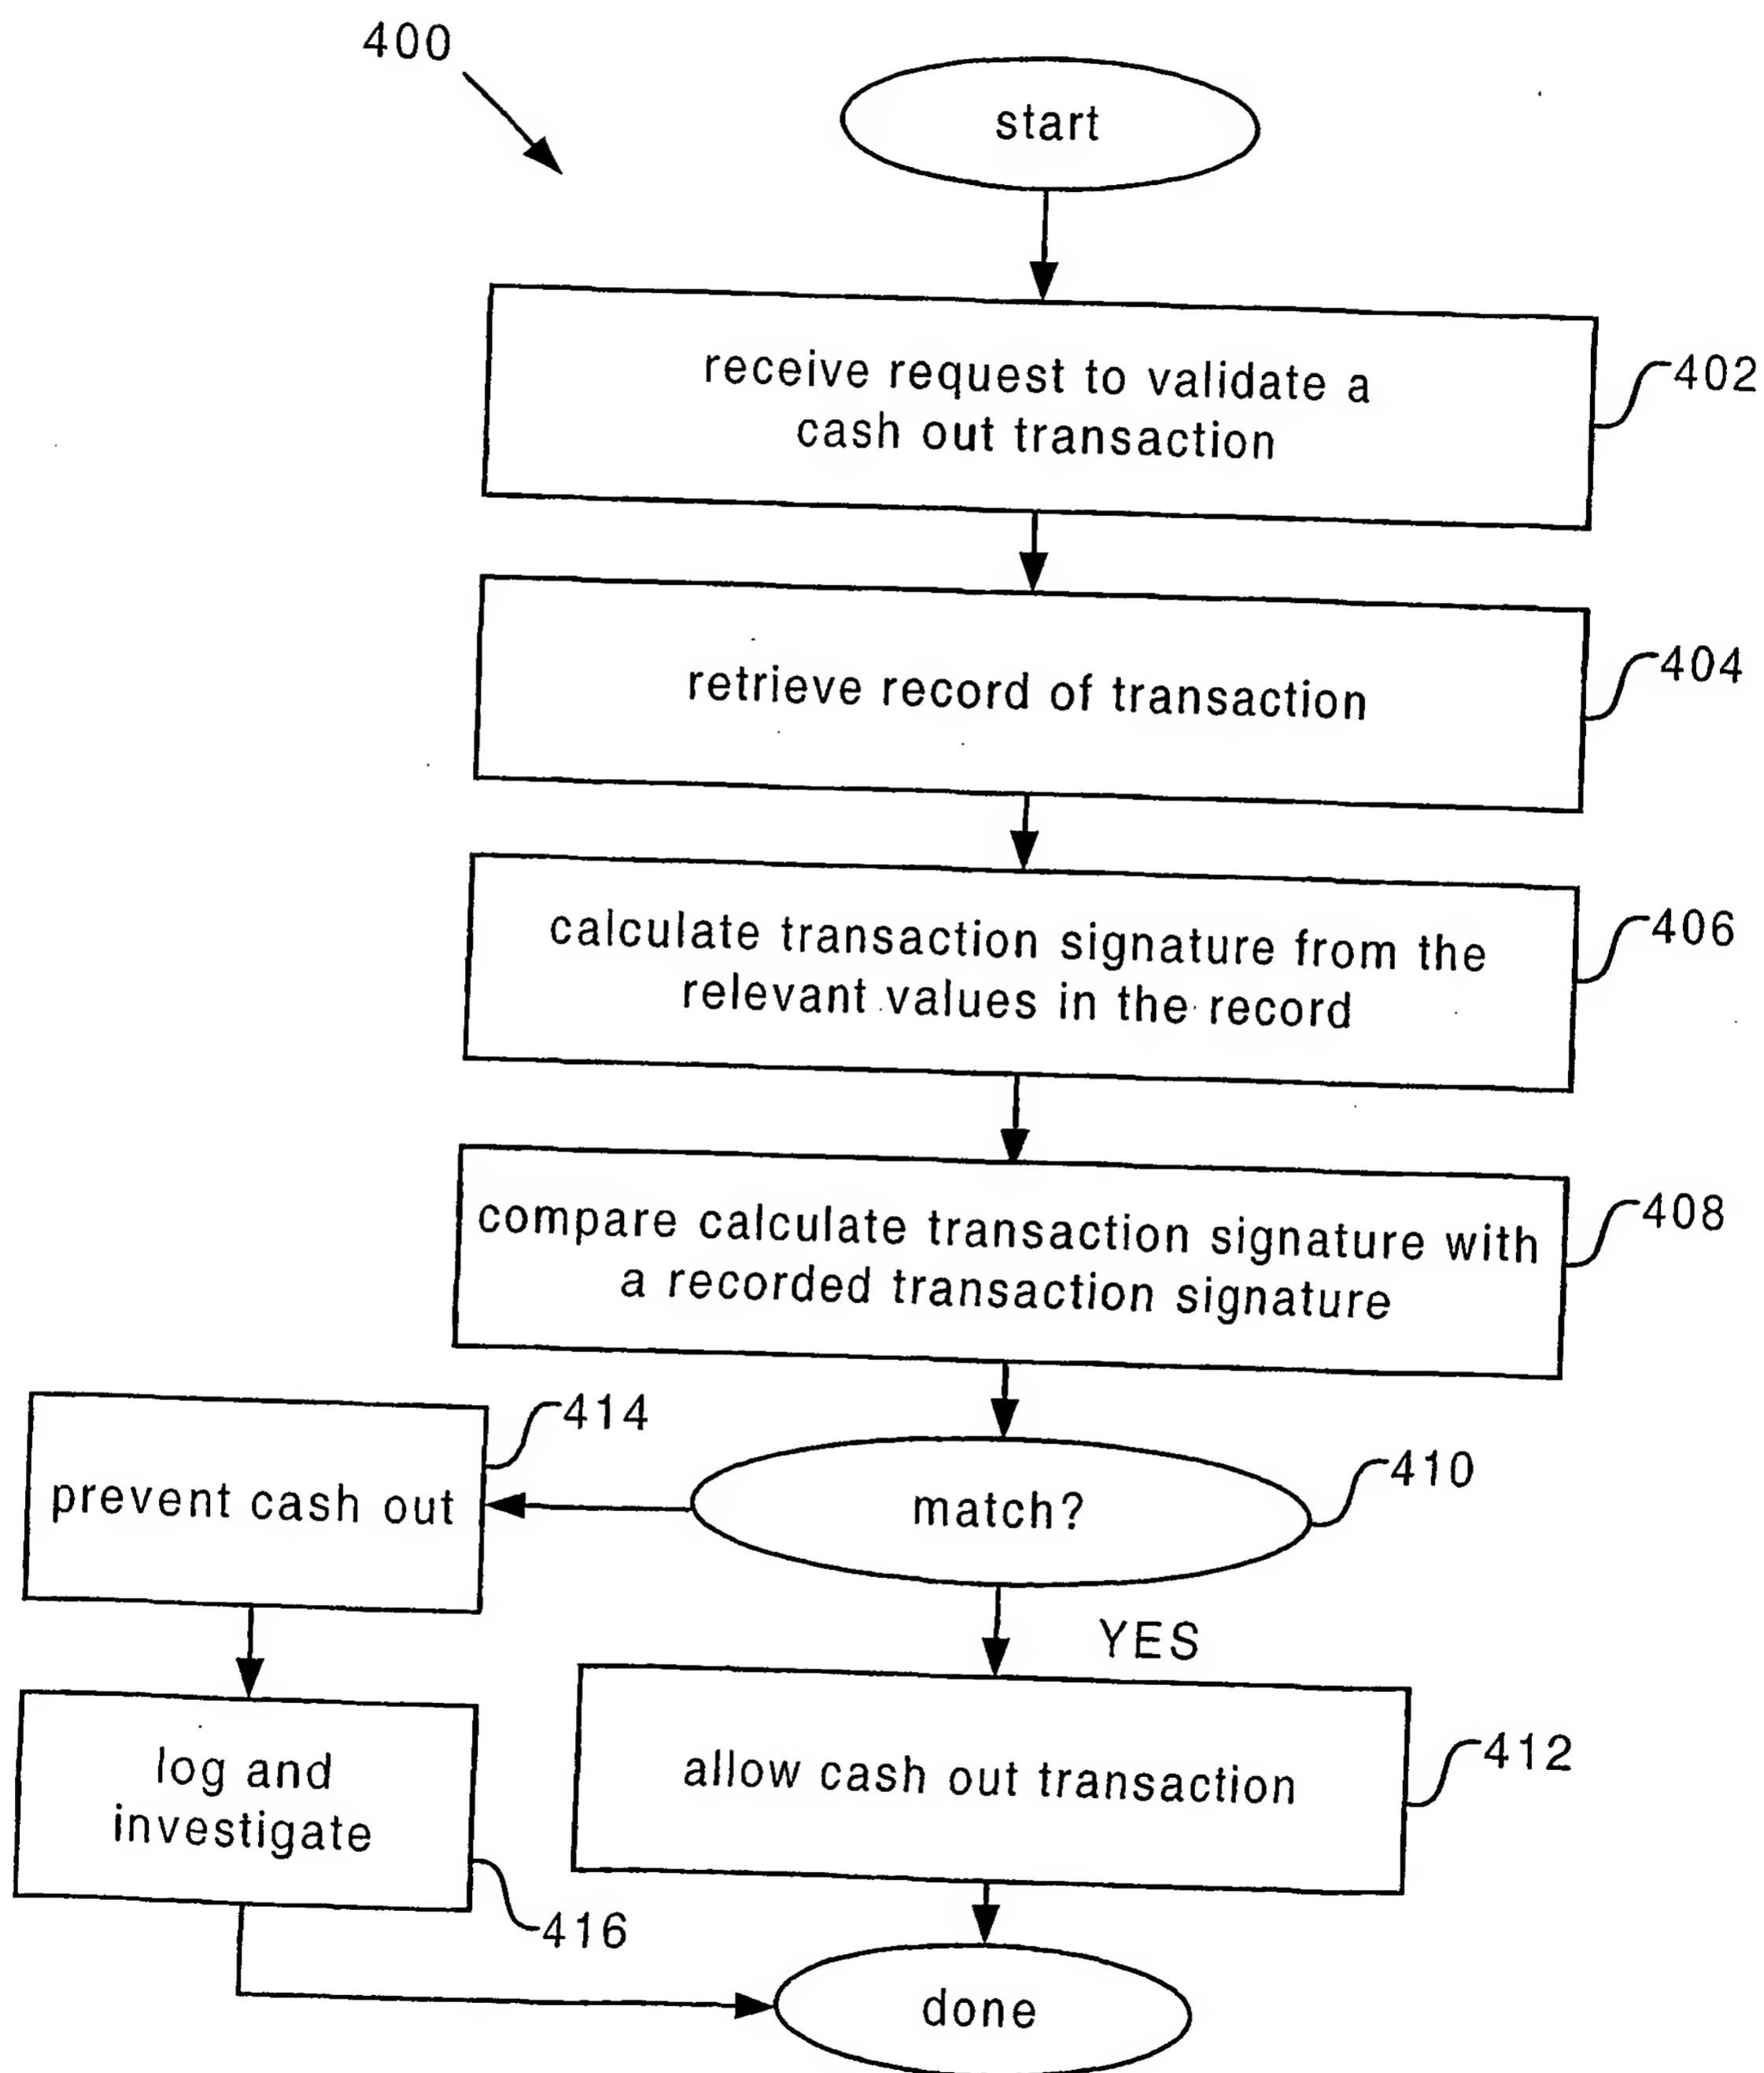 400
start
receive request to validate a
cash out transaction
402
retrieve record of transaction
404
calculate transaction signature from the
relevant values in the record
406
compare calculate transaction signature with
a recorded transaction signature
408
414
prevent cash out
match?
410
YES
log and
investigate
416
allow cash out transaction
412
done